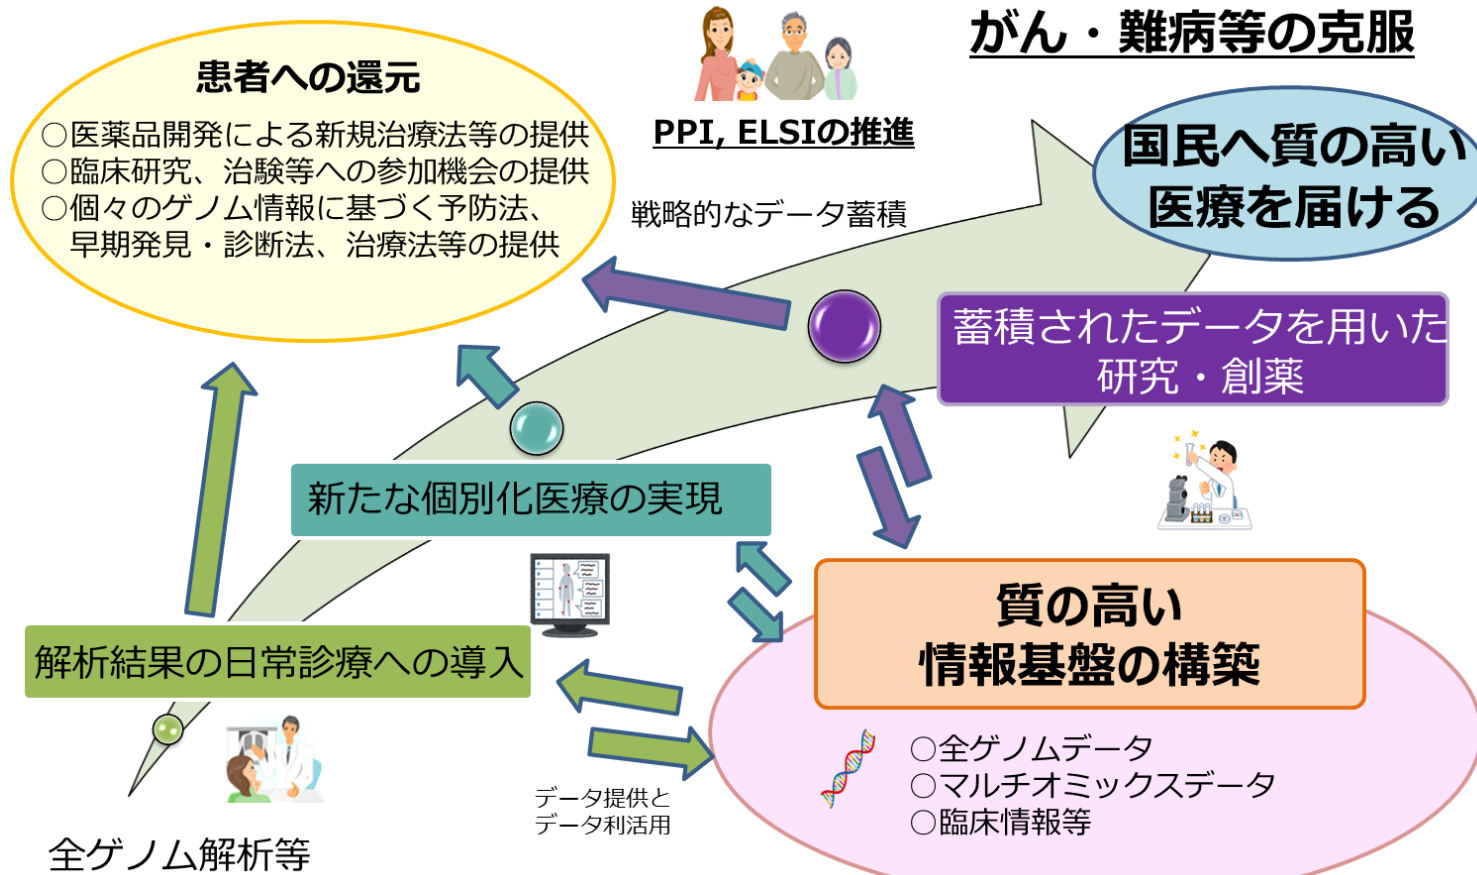 がん・難病等の克服
患者への還元
○医薬品開発による新規治療法等の提供
○臨床研究、治験等への参加機会の提供
○個々のゲノム情報に基づく予防法、
早期発見・診断法、治療法等の提供
PPI, ELSIの推進
国民へ質の高い
医療を届ける
戦略的なデータ蓄積
蓄積されたデータを用いた
研究・創薬
新たな個別化医療の実現
質の高い
情報基盤の構築
解析結果の日常診療への導入
○全ゲノムデータ
○マルチオミックスデータ
○臨床情報等
データ提供と
データ利活用
全ゲノム解析等